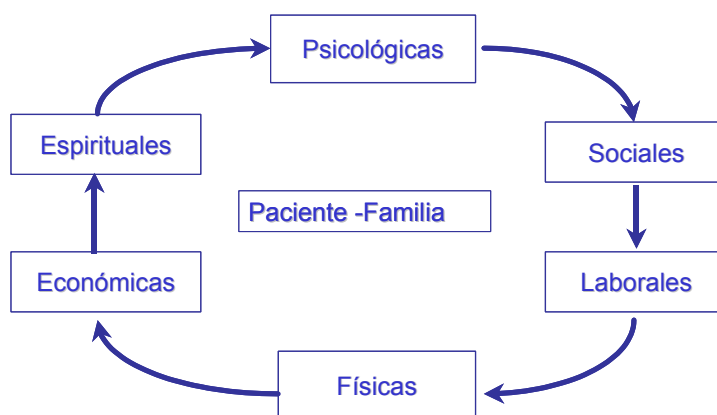 Psicológicas
Espirituales
Sociales
Paciente -Familia
Económicas
Laborales
Físicas